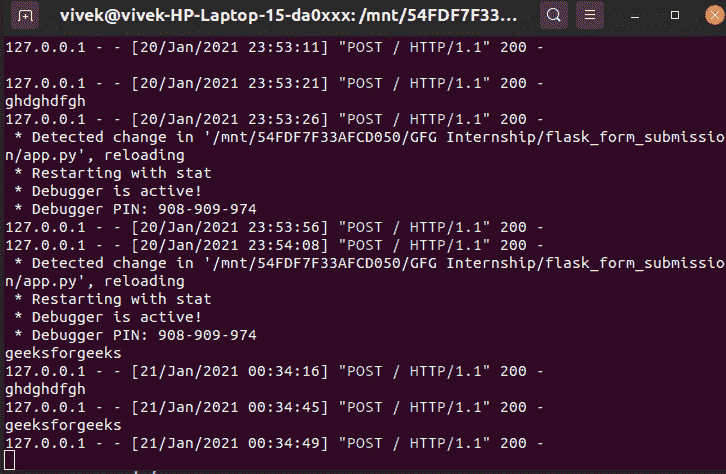 vivek@vivek-HP-Laptop-15-da0xxx: /mnt/54FDF7F33...
127.0.0.1 - - [20/Jan/2021 23:53:11] "POST / HTTP/1.1" 200 -
127.0.0.1 - - [20/Jan/2021 23:53:21] "POST / HTTP/1.1" 200 -
ghdghdfgh
127.0.0.1 - - [20/Jan/2021 23:53:26] "POST / HTTP/1.1" 200 -
* Detected change in '/mnt/54FDF7F33AFCD050/GFG Internship/flask_form_submissio
n/app.py', reloading
* Restarting with stat
* Debugger is active!
* Debugger PIN: 908-909-974
127.0.0.1 - - [20/Jan/2021 23:53:56] "POST / HTTP/1.1" 200 -
127.0.0.1 - - [20/Jan/2021 23:54:08] "POST / HTTP/1.1" 200 -
* Detected change in '/mnt/54FDF7F33AFCD050/GFG Internship/flask_form_submissio
n/app.py', reloading
* Restarting with stat
* Debugger is active!
* Debugger PIN: 908-909-974
geeksforgeeks
127.0.0.1 - - [21/Jan/2021 00:34:16] "POST / HTTP/1.1" 200 -
ghdghdfgh
127.0.0.1 - - [21/Jan/2021 00:34:45] "POST / HTTP/1.1" 200 -
geeksforgeeks
127.0.0.1 - - [21/Jan/2021 00:34:49] "POST / HTTP/1.1" 200 -